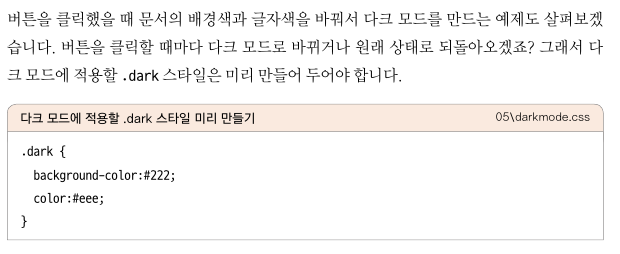 버튼을 클릭했을 때 문서의 배경색과 글자색을 바꿔서 다크 모드를 만드는 예제도 살펴보겠
습니다. 버튼을 클릭할 때마다 다크 모드로 바뀌거나 원래 상태로 되돌아오겠죠? 그래서 다
크 모드에 적용할 .dark 스타일은 미리 만들어 두어야 합니다.
다크 모드에 적용할 .dark 스타일 미리 만들기 05\darkmode.css
.dark {
background-color:#222;
color:#eee;
}